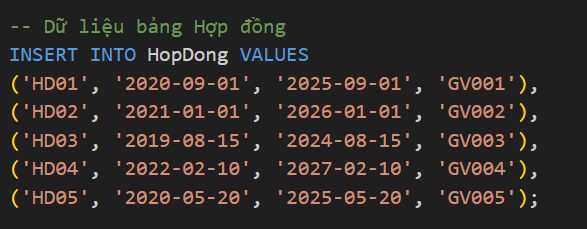 -- Dữ liệu bảng Hợp đồng
INSERT INTO HopDong VALUES
('HD01', '2020-09-01', '2025-09-01', 'GV001'),
('HD02', '2021-01-01', '2026-01-01', 'GV002'),
('HD03', '2019-08-15', '2024-08-15', 'GV003'),
('HD04', '2022-02-10', '2027-02-10', 'GV004'),
('HD05', '2020-05-20', '2025-05-20', 'GV005');